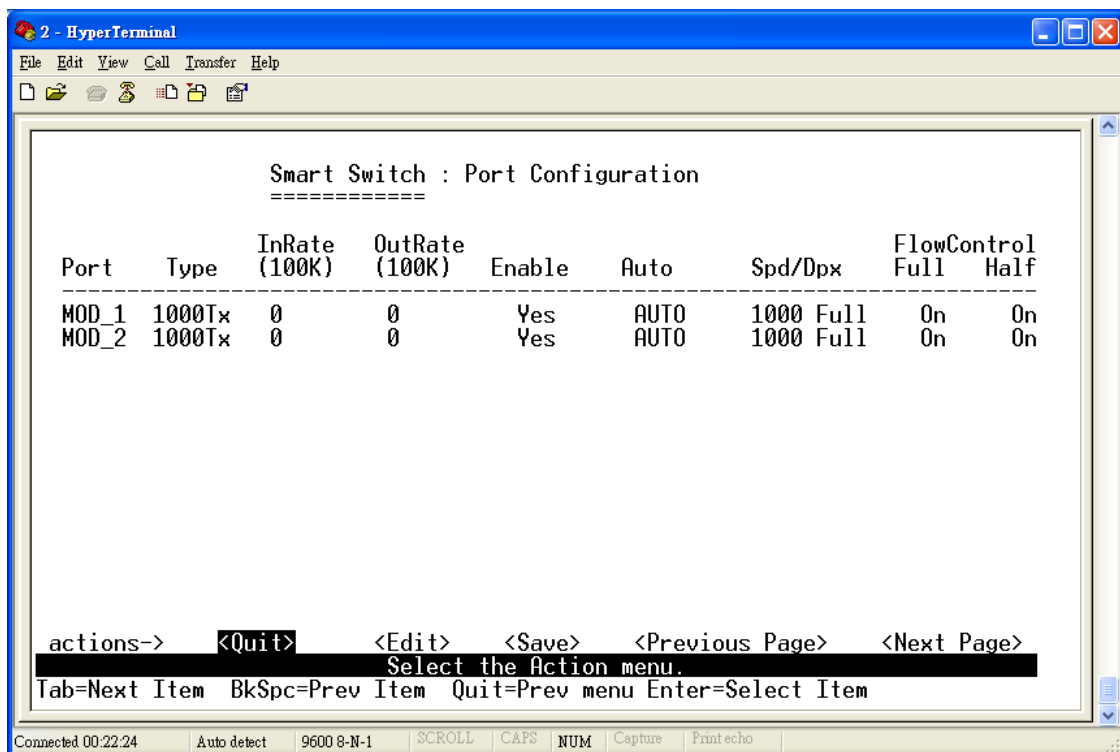 2 - HyperTerminal
File Edit View Call Transfer Help
Smart Switch : Port Configuration
============
InRate OutRate FlowControl
Port Type (100K) (100K) Enable Auto Spd/Dpx Full Half
MOD_1 1000Tx 0 0 Yes AUTO 1000 Full On On
MOD_2 1000Tx 0 0 Yes AUTO 1000 Full On On
actions-> <Quit> <Edit> <Save> <Previous Page> <Next Page>
Select the Action menu.
Tab=Next Item BkSpc=Prev Item Quit=Prev menu Enter=Select Item
Connected 00:22:24 Auto detect 9600 8-N-1 SCROLL CAPS NUM Capture Print echo